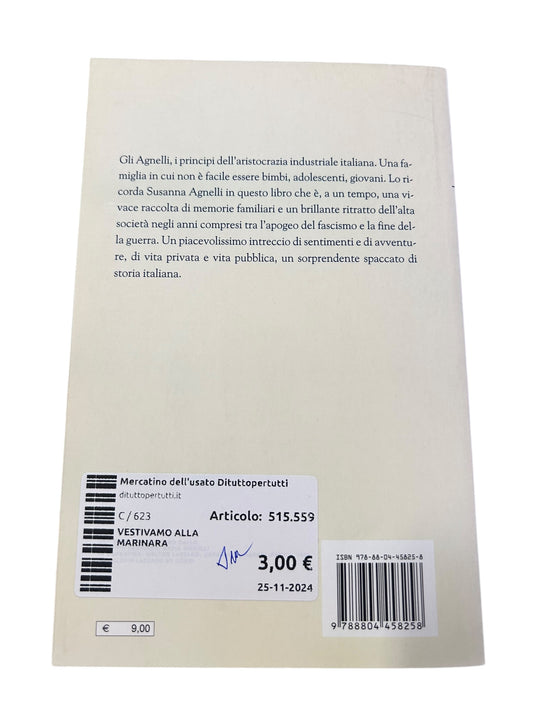 Gli Agnelli, i principi dell'aristocrazia industriale italiana. Una fa-
miglia in cui non è facile essere bimbi, adolescenti, giovani. Lo ri-
corda Susanna Agnelli in questo libro che è, a un tempo, una vi-
vace raccolta di memorie familiari e un brillante ritratto dell'alta
società negli anni compresi tra l'apogeo del fascismo e la fine del-
la guerra. Un piacevolissimo intreccio di sentimenti e di avventu-
re, di vita privata e vita pubblica, un sorprendente spaccato di
storia italiana.
Mercatino dell'usato Dituttopertutti
dituttopertutti.it
C / 623 Articolo: 515.559
VESTIVAMO ALLA
MARINARA
3,00 €
25-11-2024
€ 9,00
ISBN 978-88-04-45825-8
9 788804 458258